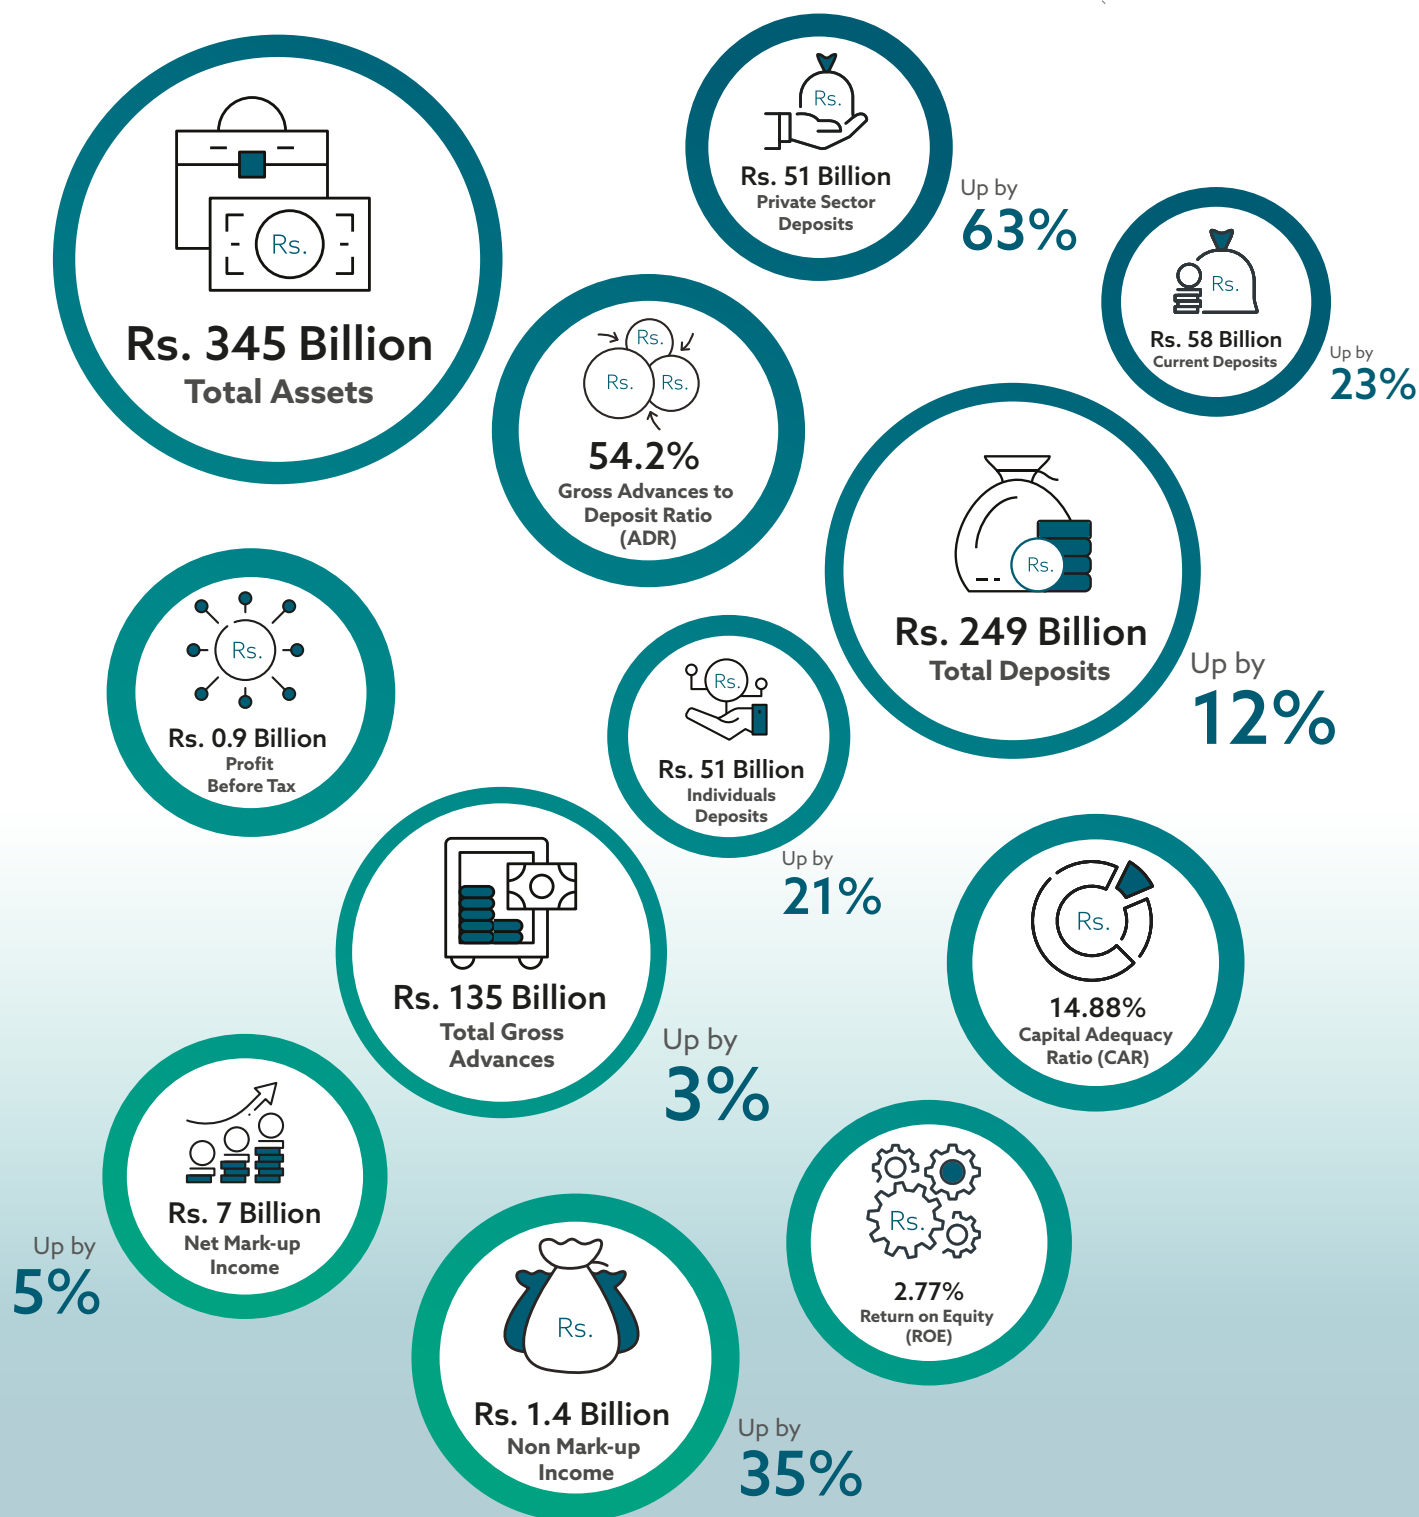 Rs.
Rs. 345 Billion
Total Assets
Rs.
Rs. 51 Billion
Private Sector
Deposits
Up by
63%
Rs.
Rs. 58 Billion
Current Deposits
Up by
23%
Rs.
Rs.
Rs.
54.2%
Gross Advances to
Deposit Ratio
(ADR)
Rs.
Rs. 249 Billion
Total Deposits
Up by
12%
Rs.
Rs. 0.9 Billion
Profit
Before Tax
Rs.
Rs. 51 Billion
Individuals
Deposits
Up by
21%
Rs. 135 Billion
Total Gross
Advances
Up by
3%
Rs.
14.88%
Capital Adequacy
Ratio (CAR)
Rs. 7 Billion
Net Mark-up
Income
Up by
5%
Rs.
2.77%
Return on Equity
(ROE)
Rs.
Rs. 1.4 Billion
Non Mark-up
Income
Up by
35%